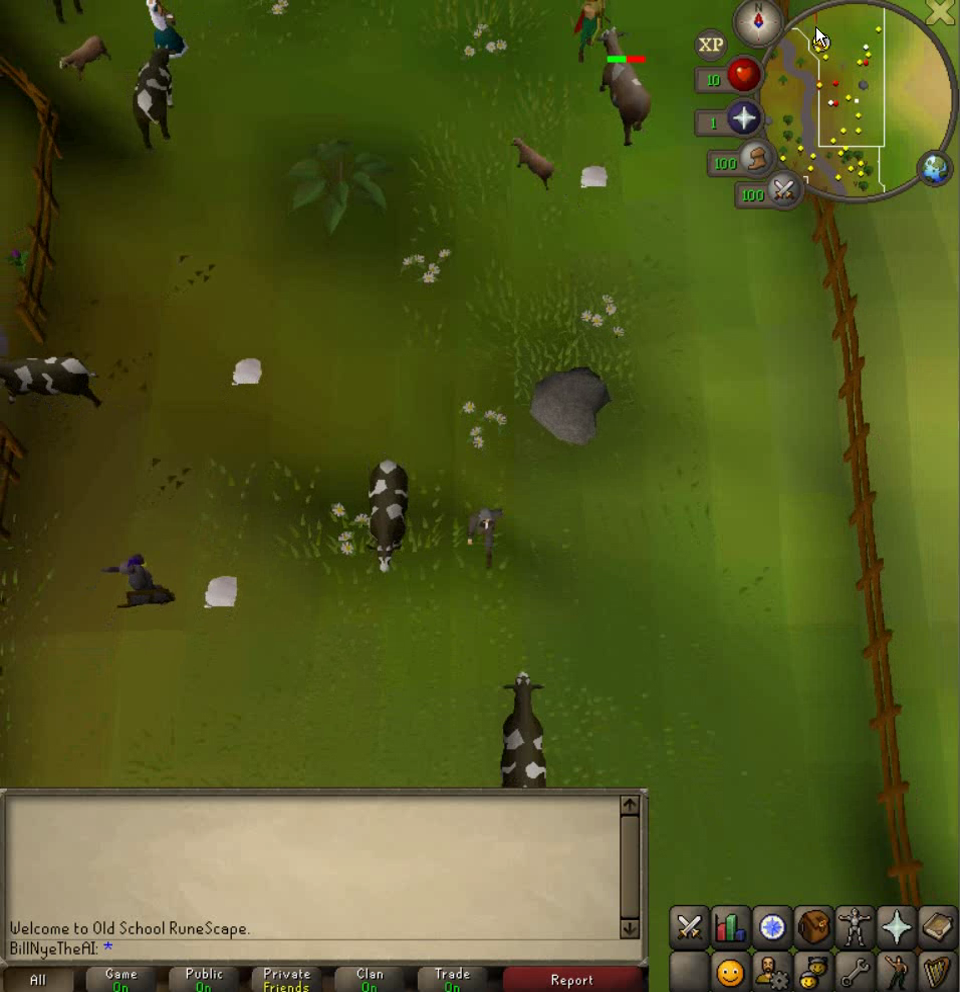 N
XP
10
1
100
100
Welcome to Old School RuneScape.
BillNyeTheAI: *
All
Game
On
Public
On
Private
Friends
Clan
On
Trade
On
Report